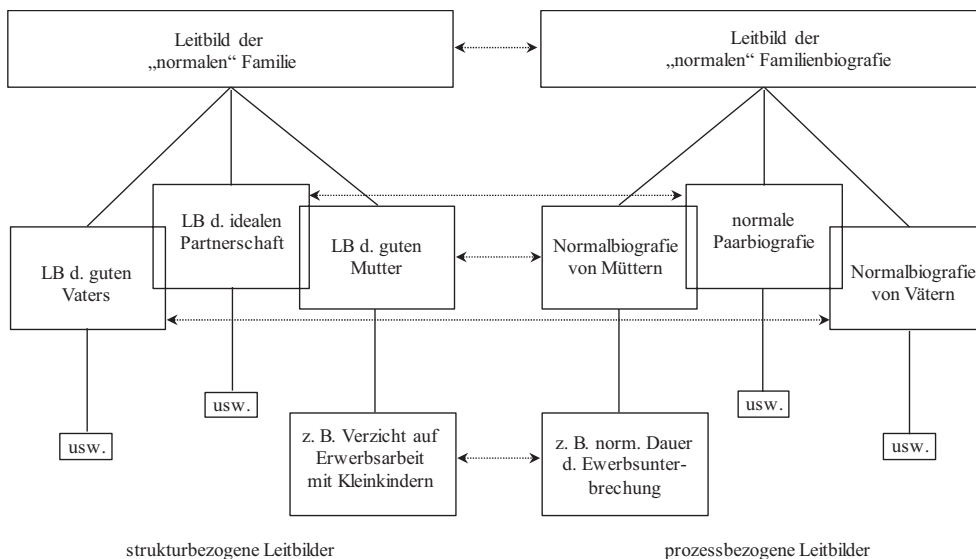 Leitbild der
„normalen“ Familie
Leitbild der
„normalen“ Familienbiografie
LB d. idealen
Partnerschaft
LB d. guten
Mutter
LB d. guten
Vaters
Normalbiografie
von Müttern
normale
Paarbiografie
Normalbiografie
von Vätern
usw.
usw.
usw.
usw.
z. B. Verzicht auf
Erwerbsarbeit
mit Kleinkindern
z. B. norm. Dauer
d. Ewerbsunter-
brechung
strukturbezogene Leitbilder
prozessbezogene Leitbilder